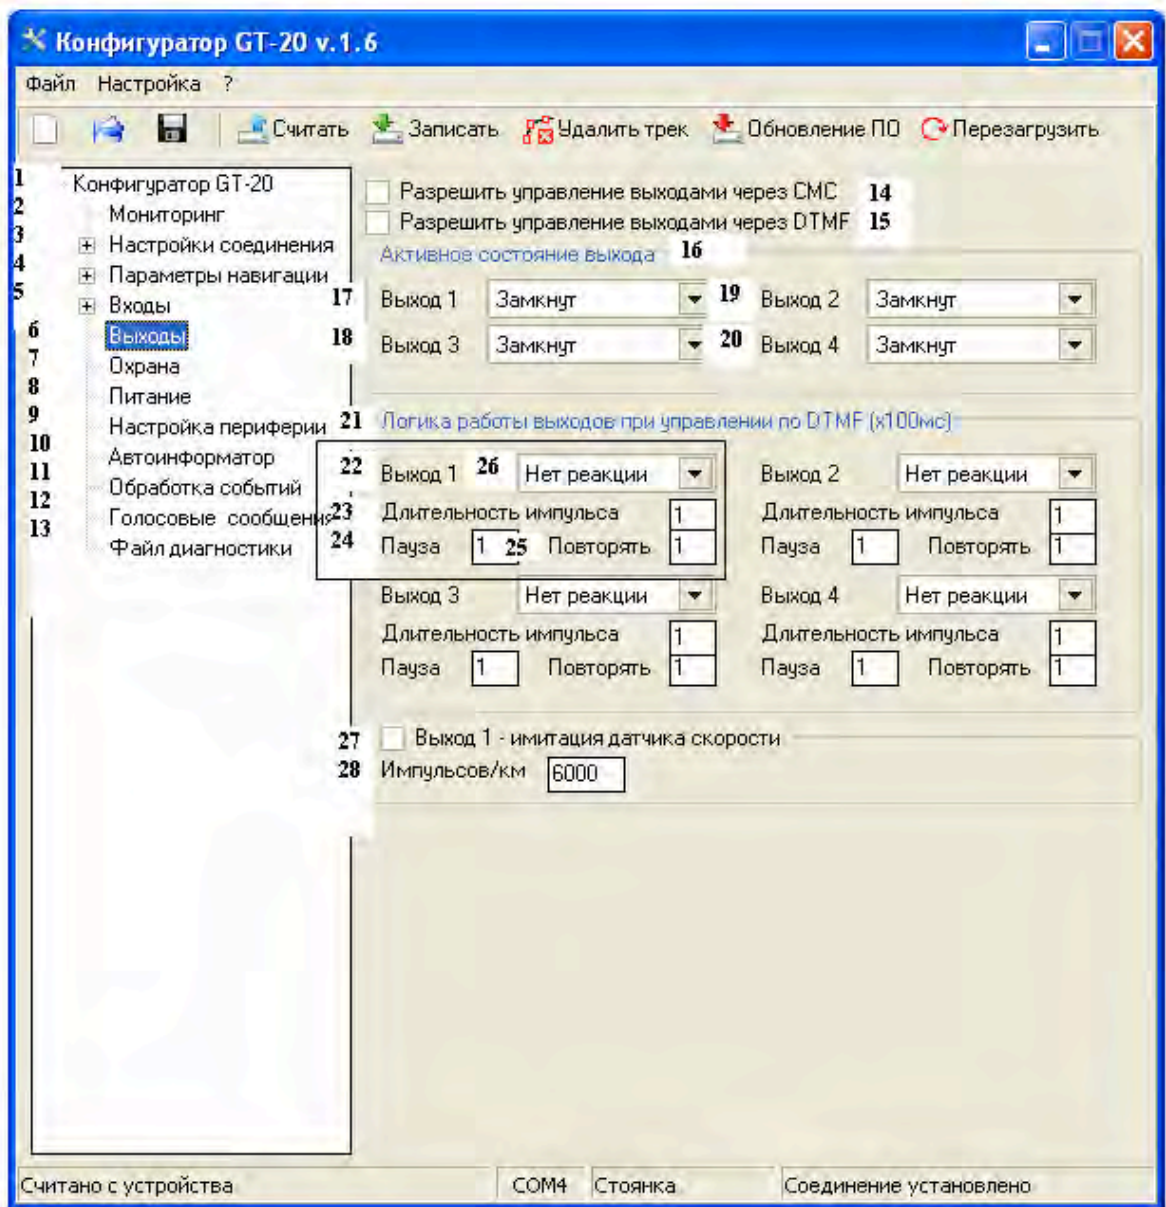 Конфигуратор GT-20 v.1.6
Файл Настройка ?
Считать Записать Удалить трек Обновление ПО Перезагрузить
1 Конфигуратор GT-20
2 Мониторинг
3 Настройки соединения
4 Параметры навигации
5 Входы
6 Выходы
7 Охрана
8 Питание
9 Настройка периферии
10 Автоинформатор
11 Обработка событий
12 Голосовые сообщения
13 Файл диагностики
Разрешить управление выходами через СМС 14
Разрешить управление выходами через DTMF 15
Активное состояние выхода 16
17 Выход 1 Замкнут 19 Выход 2 Замкнут
18 Выход 3 Замкнут 20 Выход 4 Замкнут
21 Логика работы выходов при управлении по DTMF (x100мс)
22 Выход 1 26 Нет реакции Выход 2 Нет реакции
23 Длительность импульса 1 Длительность импульса 1
24 Пауза 1 25 Повторять 1 Пауза 1 Повторять 1
Выход 3 Нет реакции Выход 4 Нет реакции
Длительность импульса 1 Длительность импульса 1
Пауза 1 Повторять 1 Пауза 1 Повторять 1
27 Выход 1 - имитация датчика скорости
28 Импульсов/км 6000
Считано с устройства COM4 Стоянка Соединение установлено